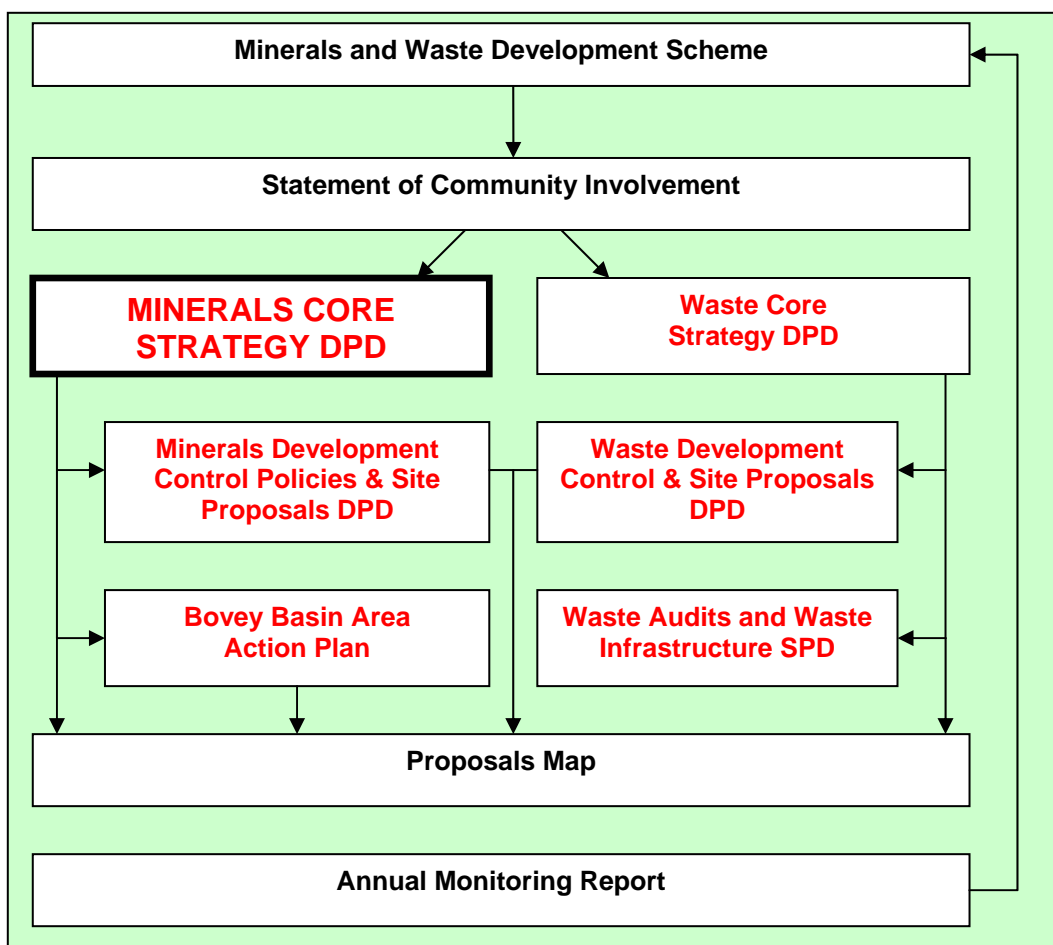 Minerals and Waste Development Scheme
Statement of Community Involvement
MINERALS CORE
STRATEGY DPD
Waste Core
Strategy DPD
Minerals Development
Control Policies & Site
Proposals DPD
Waste Development
Control & Site Proposals
DPD
Bovey Basin Area
Action Plan
Waste Audits and Waste
Infrastructure SPD
Proposals Map
Annual Monitoring Report